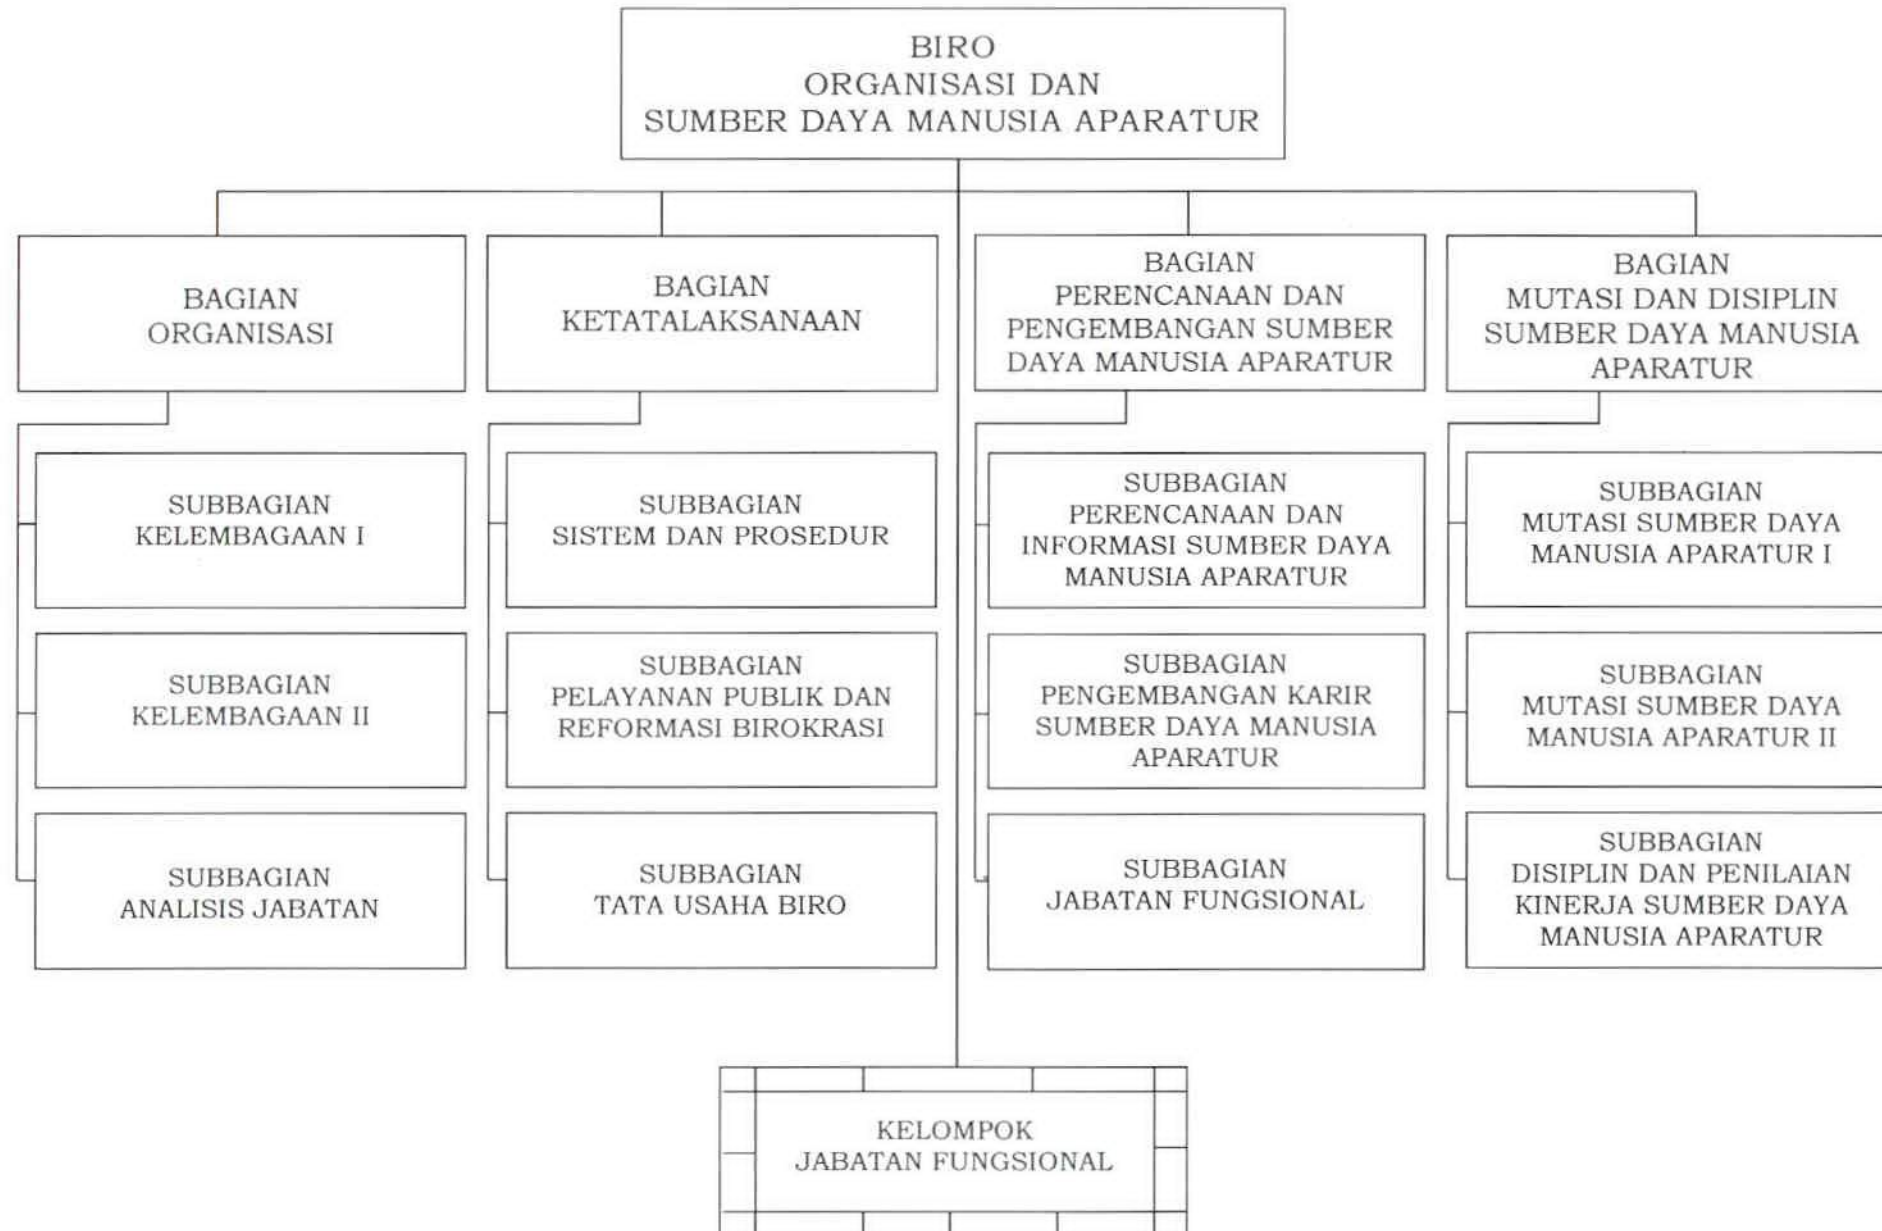 BIRO
ORGANISASI DAN
SUMBER DAYA MANUSIA APARATUR
BAGIAN
ORGANISASI
BAGIAN
KETATALAKSANAAN
BAGIAN
PERENCANAAN DAN
PENGEMBANGAN SUMBER
DAYA MANUSIA APARATUR
BAGIAN
MUTASI DAN DISIPLIN
SUMBER DAYA MANUSIA
APARATUR
SUBBAGIAN
KELEMBAGAAN I
SUBBAGIAN
SISTEM DAN PROSEDUR
SUBBAGIAN
PERENCANAAN DAN
INFORMASI SUMBER DAYA
MANUSIA APARATUR
SUBBAGIAN
MUTASI SUMBER DAYA
MANUSIA APARATUR I
SUBBAGIAN
KELEMBAGAAN II
SUBBAGIAN
PELAYANAN PUBLIK DAN
REFORMASI BIROKRASI
SUBBAGIAN
PENGEMBANGAN KARIR
SUMBER DAYA MANUSIA
APARATUR
SUBBAGIAN
MUTASI SUMBER DAYA
MANUSIA APARATUR II
SUBBAGIAN
ANALISIS JABATAN
SUBBAGIAN
TATA USAHA BIRO
SUBBAGIAN
JABATAN FUNGSIONAL
SUBBAGIAN
DISIPLIN DAN PENILAIAN
KINERJA SUMBER DAYA
MANUSIA APARATUR
KELOMPOK
JABATAN FUNGSIONAL